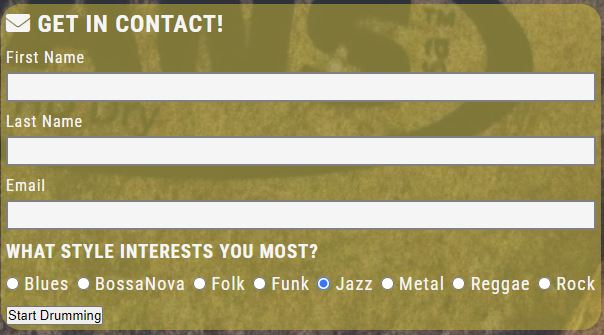 GET IN CONTACT!
First Name
Last Name
Email
WHAT STYLE INTERESTS YOU MOST?
Blues BossaNova Folk Funk Jazz Metal Reggae Rock
Start Drumming